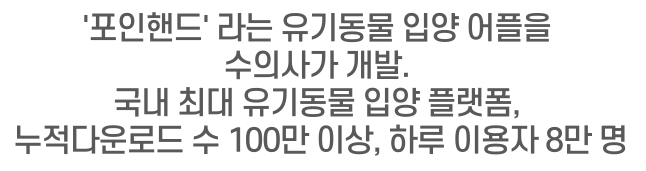 '포인핸드' 라는 유기동물 입양 어플을
수의사가 개발.
국내 최대 유기동물 입양 플랫폼,
누적다운로드 수 100만 이상, 하루 이용자 8만 명